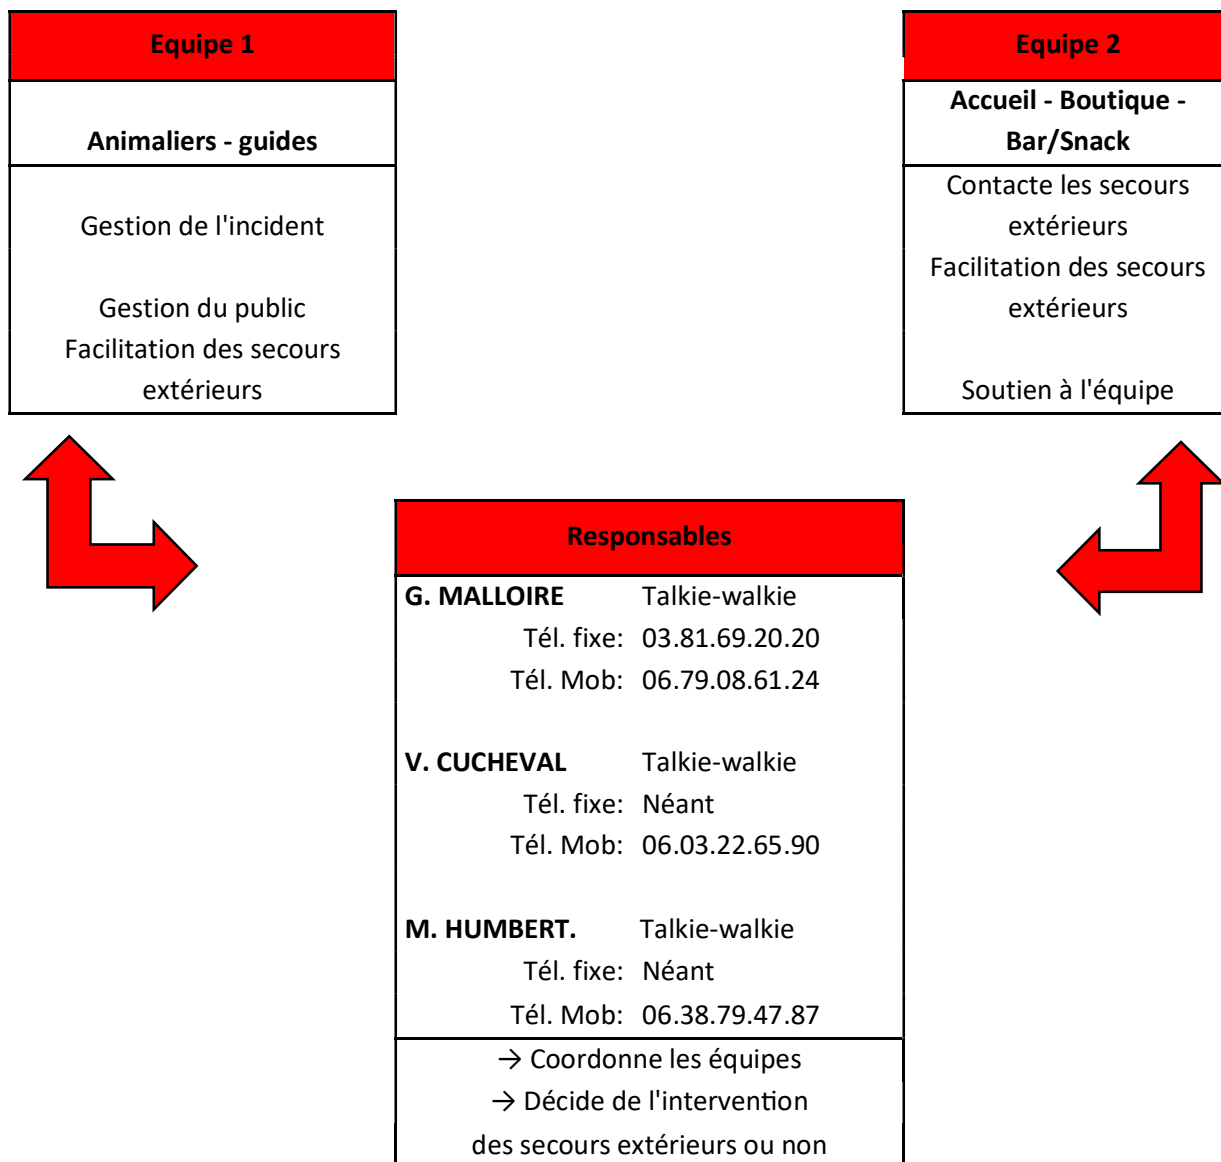 Equipe 1
Animaliers - guides
Gestion de l'incident
Gestion du public
Facilitation des secours
extérieurs
Equipe 2
Accueil - Boutique -
Bar/Snack
Contacte les secours
extérieurs
Facilitation des secours
extérieurs
Soutien à l'équipe
Responsables
G. MALLOIRE Talkie-walkie
Tél. fixe: 03.81.69.20.20
Tél. Mob: 06.79.08.61.24
V. CUCHEVAL Talkie-walkie
Tél. fixe: Néant
Tél. Mob: 06.03.22.65.90
M. HUMBERT. Talkie-walkie
Tél. fixe: Néant
Tél. Mob: 06.38.79.47.87
→ Coordonne les équipes
→ Décide de l'intervention
des secours extérieurs ou non